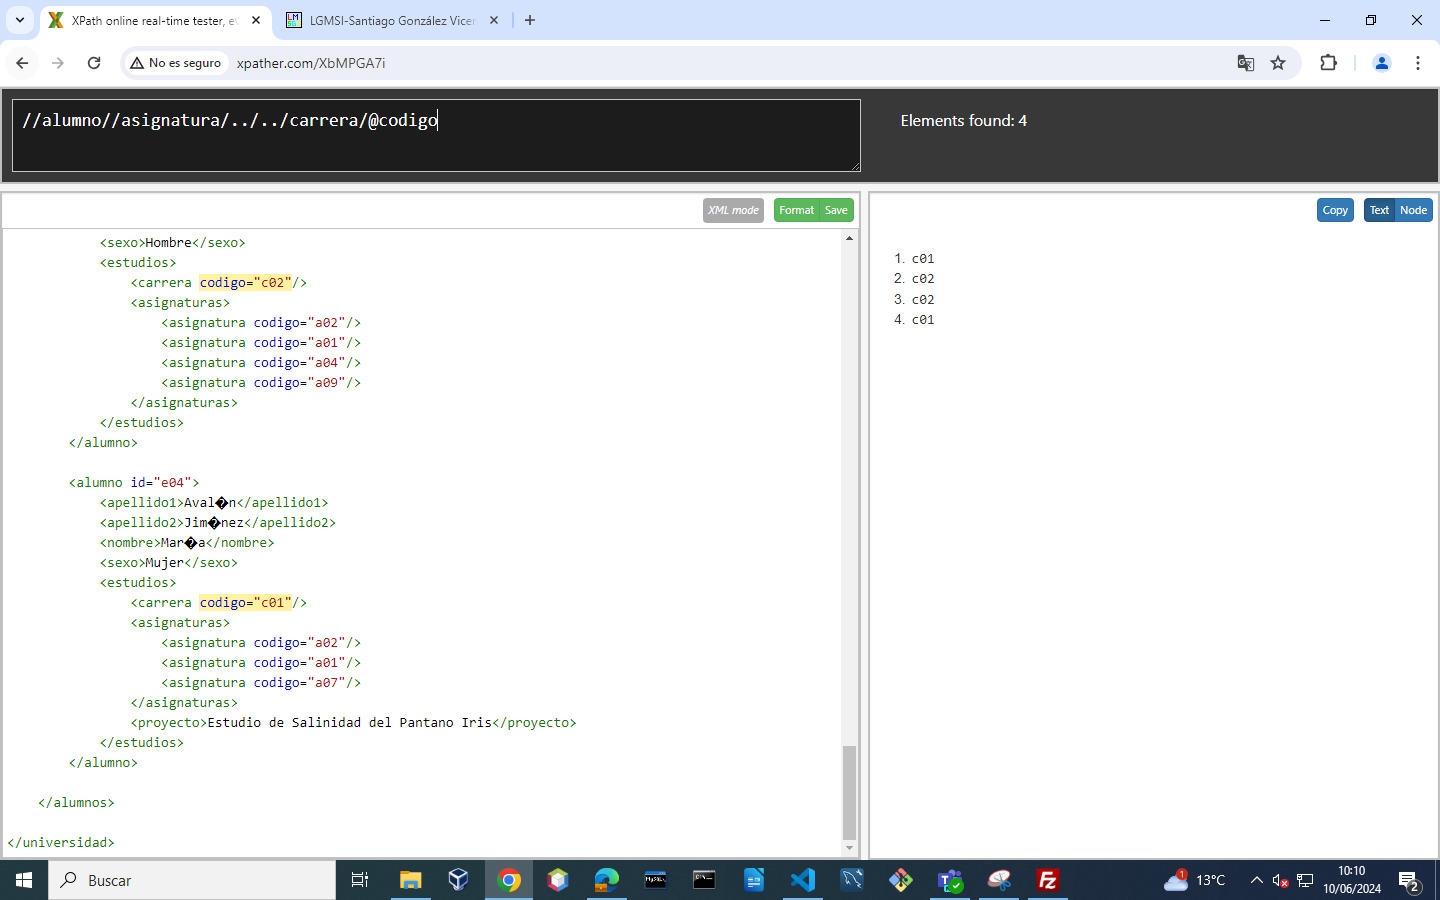 XPath online real-time tester, ev
LGMSI-Santiago González Vicen
No es seguro
xpather.com/XbMPGA7i
//alumno//asignatura/../../carrera/@codigo
Elements found: 4
XML mode
Format
Save
Copy
Text
Node
<sexo>Hombre</sexo>
<estudios>
<carrera codigo="c02"/>
<asignaturas>
<asignatura codigo="a02"/>
<asignatura codigo="a01"/>
<asignatura codigo="a04"/>
<asignatura codigo="a09"/>
</asignaturas>
</estudios>
</alumno>
<alumno id="e04">
<apellido1>Aval�n</apellido1>
<apellido2>Jim�nez</apellido2>
<nombre>Mar�a</nombre>
<sexo>Mujer</sexo>
<estudios>
<carrera codigo="c01"/>
<asignaturas>
<asignatura codigo="a02"/>
<asignatura codigo="a01"/>
<asignatura codigo="a07"/>
</asignaturas>
<proyecto>Estudio de Salinidad del Pantano Iris</proyecto>
</estudios>
</alumno>
</alumnos>
</universidad>
1. c01
2. c02
3. c02
4. c01
Buscar
1
13°C
10:10
10/06/2024
2